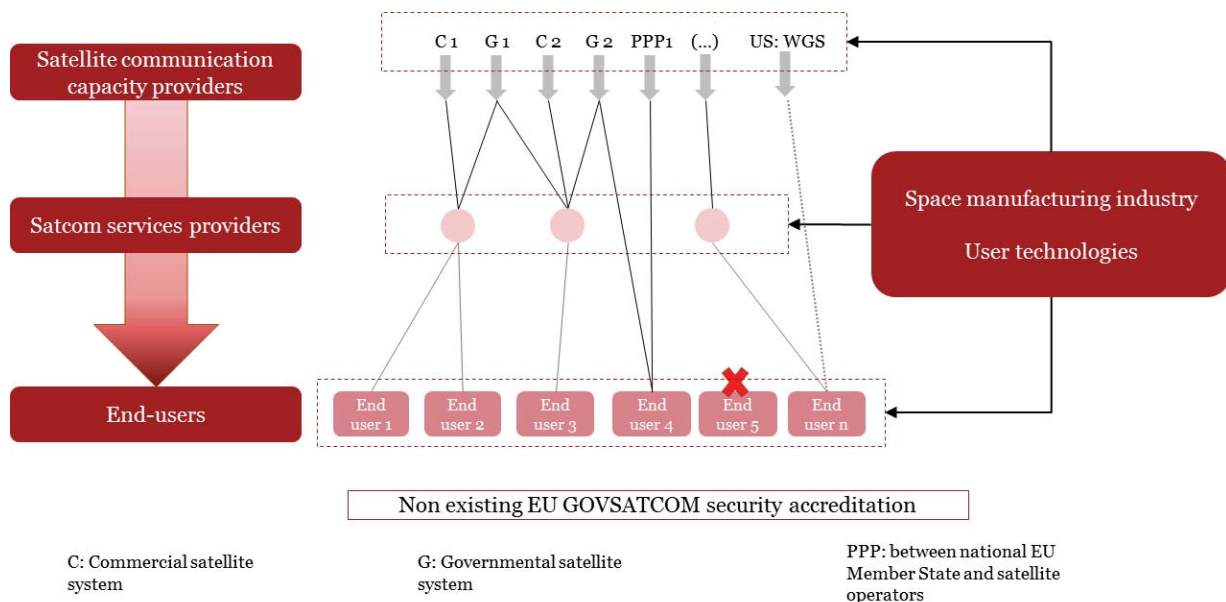 Satellite communication
capacity providers
C 1 G 1 C 2 G 2 PPP1 (...) US: WGS
Satcom services providers
Space manufacturing industry
User technologies
End-users
End
user 1
End
user 2
End
user 3
End
user 4
End
user 5
End
user n
Non existing EU GOVSATCOM security accreditation
C: Commercial satellite
system
G: Governmental satellite
system
PPP: between national EU
Member State and satellite
operators